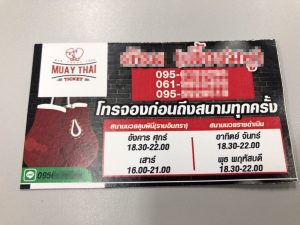 MUAY THAI
TICKET
095-
061-
095-
โทรจองก่อนถึงสนามทุกครั้ง
สนามมวยลุมพินี(รามอินทรา)
อังคาร ศุกร์
18.30-22.00
เสาร์
16.00-21.00
สนามมวยราชดำเนิน
อาทิตย์ จันทร์
18.30-22.00
พุธ พฤหัสบดี
18.30-22.00
095